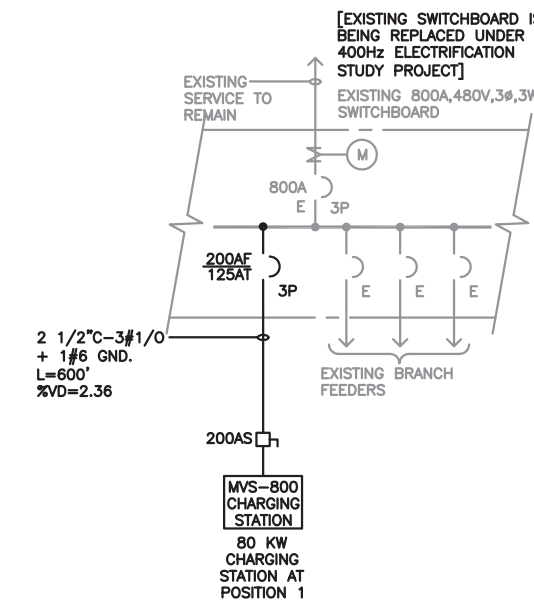 [EXISTING SWITCHBOARD IS
BEING REPLACED UNDER
400Hz ELECTRIFICATION
STUDY PROJECT]
EXISTING
SERVICE TO
REMAIN
EXISTING 800A,480V,3ø,3W
SWITCHBOARD
M
800A
E 3P
200AF
125AT
3P
E
E
E
2 1/2"C-3#1/0
+ 1#6 GND.
L=600'
%VD=2.36
EXISTING BRANCH
FEEDERS
200AS
MVS-800
CHARGING
STATION
80 KW
CHARGING
STATION AT
POSITION 1